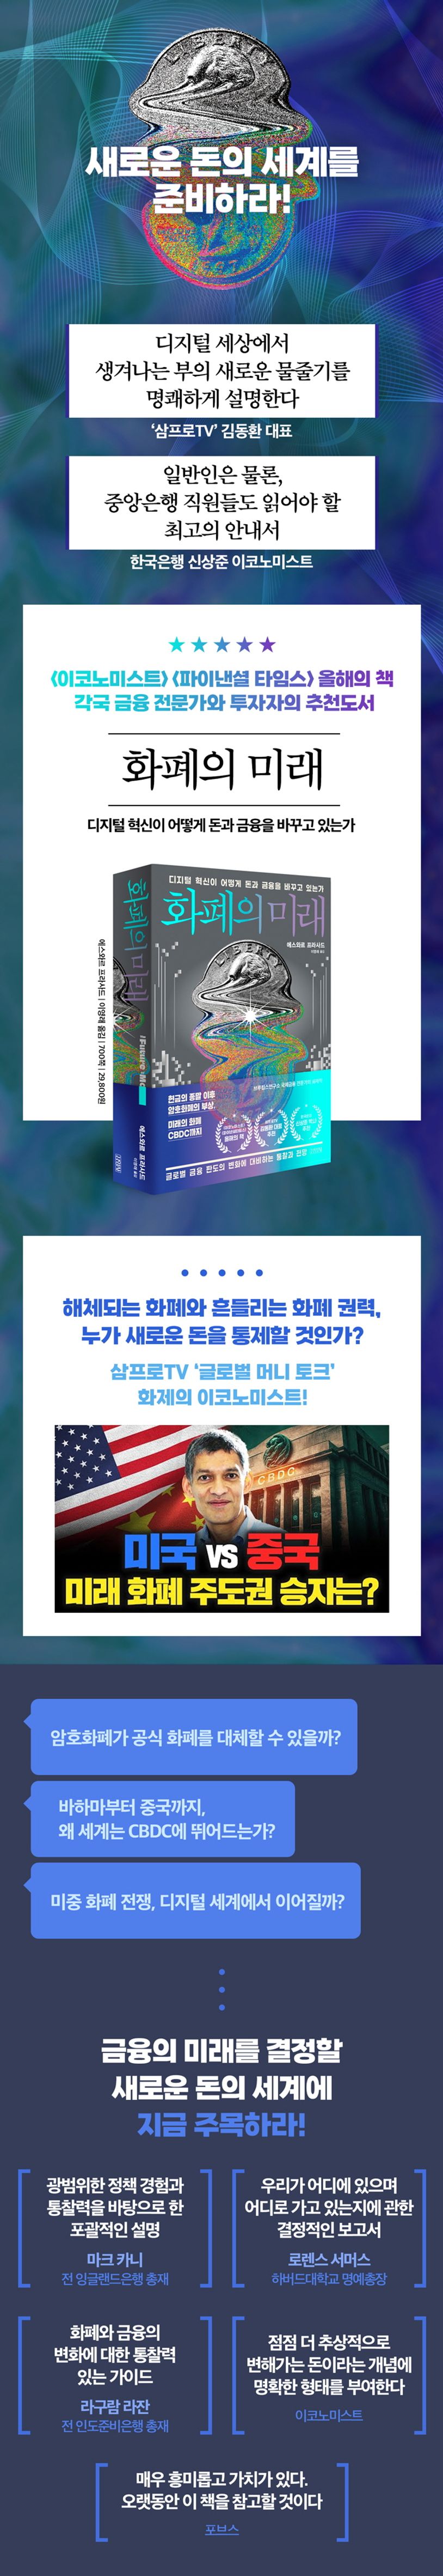 LIBERTY
새로운 돈의 세계를
준비하라!
디지털 세상에서
생겨나는 부의 새로운 물줄기를
명쾌하게 설명한다
‘삼프로TV’ 김동환 대표
일반인은 물론,
중앙은행 직원들도 읽어야 할
최고의 안내서
한국은행 신상준 이코노미스트
〈이코노미스트〉 〈파이낸셜 타임스〉 올해의 책
각국 금융 전문가와 투자자의 추천도서
화폐의 미래
디지털 혁신이 어떻게 돈과 금융을 바꾸고 있는가
에스와르 프라사드 | 이영래 옮김 | 700쪽 | 29,800원
화폐의 미래
에스와르 프라사드
디지털 혁신이 어떻게 돈과 금융을 바꾸고 있는가
화폐의 미래
에스와르 프라사드
LIBERTY
현금의 종말 이후
암호화폐의 부상,
미래의 화폐
CBDC까지
글로벌 금융 판도의 변화에 대비하는 통찰과 전망
해체되는 화폐와 흔들리는 화폐 권력,
누가 새로운 돈을 통제할 것인가?
삼프로TV ‘글로벌 머니 토크’
화제의 이코노미스트!
CBDC
미국 vs 중국
미래 화폐 주도권 승자는?
암호화폐가 공식 화폐를 대체할 수 있을까?
바하마부터 중국까지,
왜 세계는 CBDC에 뛰어드는가?
미중 화폐 전쟁, 디지털 세계에서 이어질까?
금융의 미래를 결정할
새로운 돈의 세계에
지금 주목하라!
광범위한 정책 경험과
통찰력을 바탕으로 한
포괄적인 설명
마크 카니
전 잉글랜드은행 총재
우리가 어디에 있으며
어디로 가고 있는지에 관한
결정적인 보고서
로렌스 서머스
하버드대학교 명예총장
화폐와 금융의
변화에 대한 통찰력
있는 가이드
라구람 라잔
전 인도준비은행 총재
점점 더 추상적으로
변해가는 돈이라는 개념에
명확한 형태를 부여한다
이코노미스트
매우 흥미롭고 가치가 있다.
오랫동안 이 책을 참고할 것이다
포브스